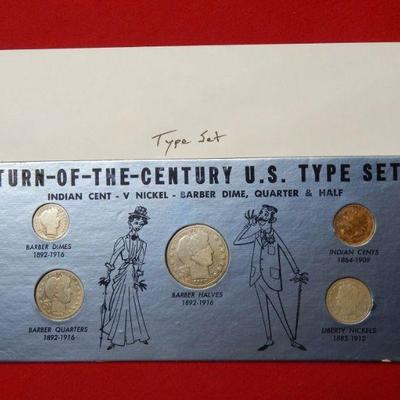 Type Set
TURN-OF-THE-CENTURY U.S. TYPE SET
INDIAN CENT - V NICKEL - BARBER DIME, QUARTER & HALF
BARBER DIMES
1892-1916
INDIAN CENTS
1864-1909
BARBER HALVES
1892-1916
BARBER QUARTERS
1892-1916
LIBERTY NICKELS
1883-1912